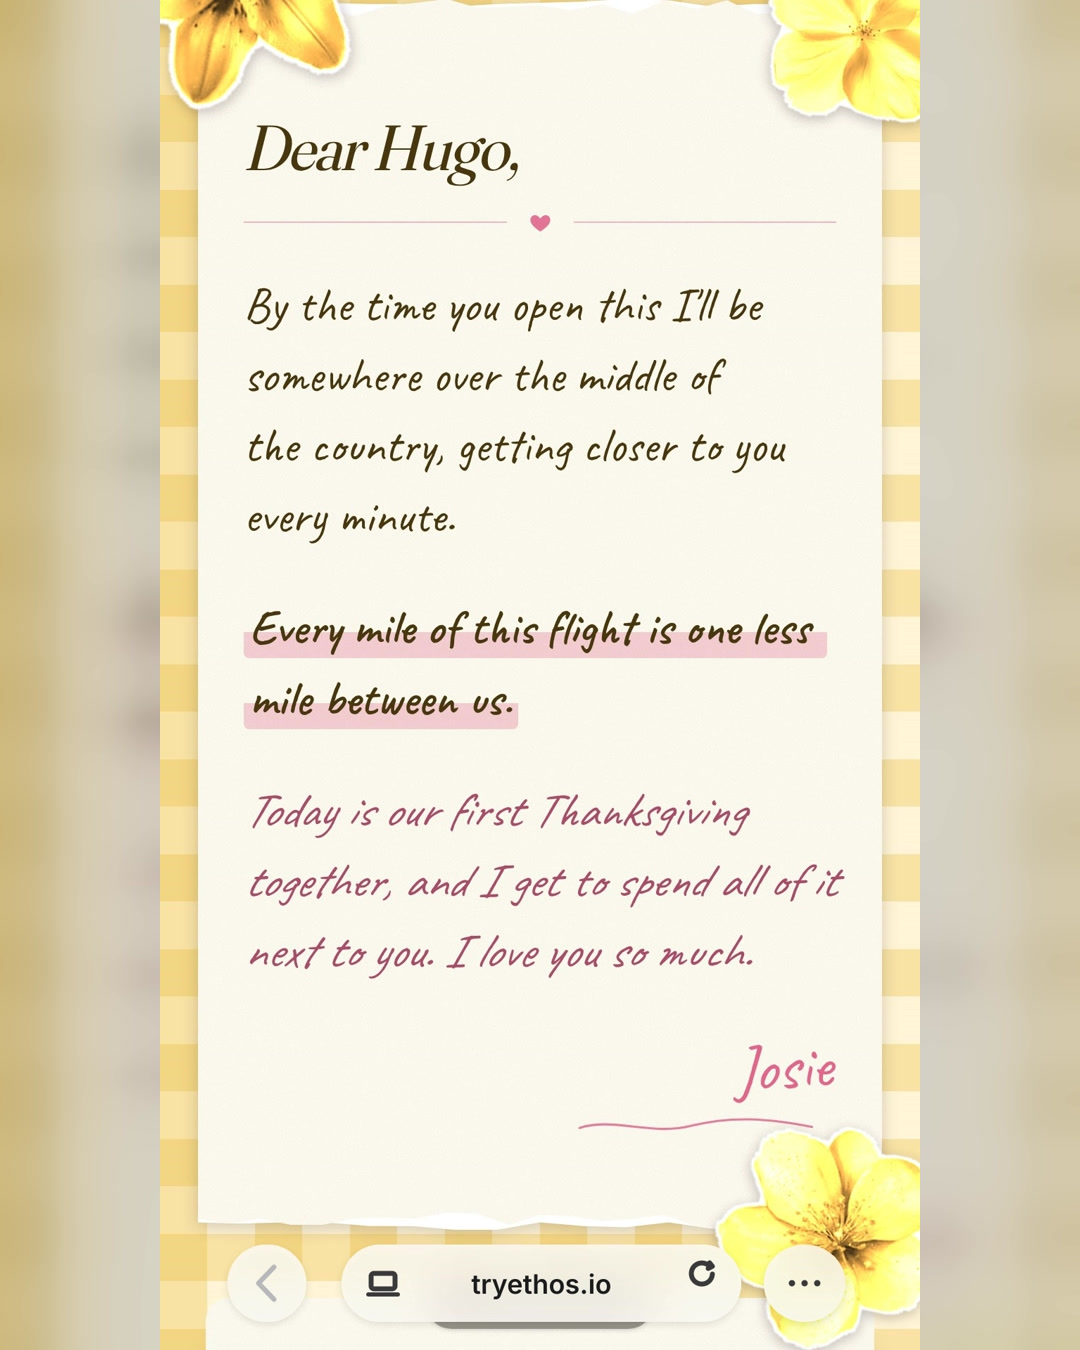 Dear Hugo,
By the time you open this I'll be
somewhere over the middle of
the country, getting closer to you
every minute.
Every mile of this flight is one less
mile between us.
Today is our first Thanksgiving
together, and I get to spend all of it
next to you. I love you so much.
Josie
tryethos.io